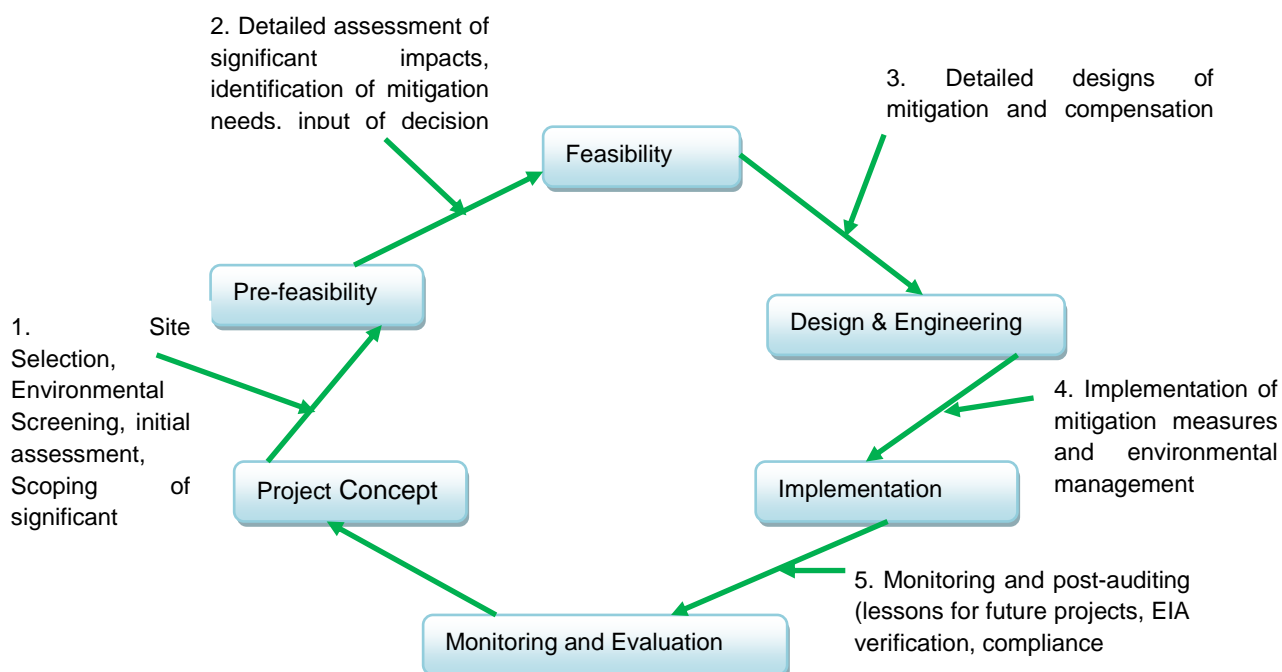 2. Detailed assessment of
significant impacts,
identification of mitigation
needs, input of decision
3. Detailed designs of
mitigation and compensation
Feasibility
Pre-feasibility
Design & Engineering
1. Site
Selection,
Environmental
Screening, initial
assessment,
Scoping of
significant
4. Implementation of
mitigation measures
and environmental
management
Project Concept
Implementation
5. Monitoring and post-auditing
(lessons for future projects, EIA
verification, compliance
Monitoring and Evaluation